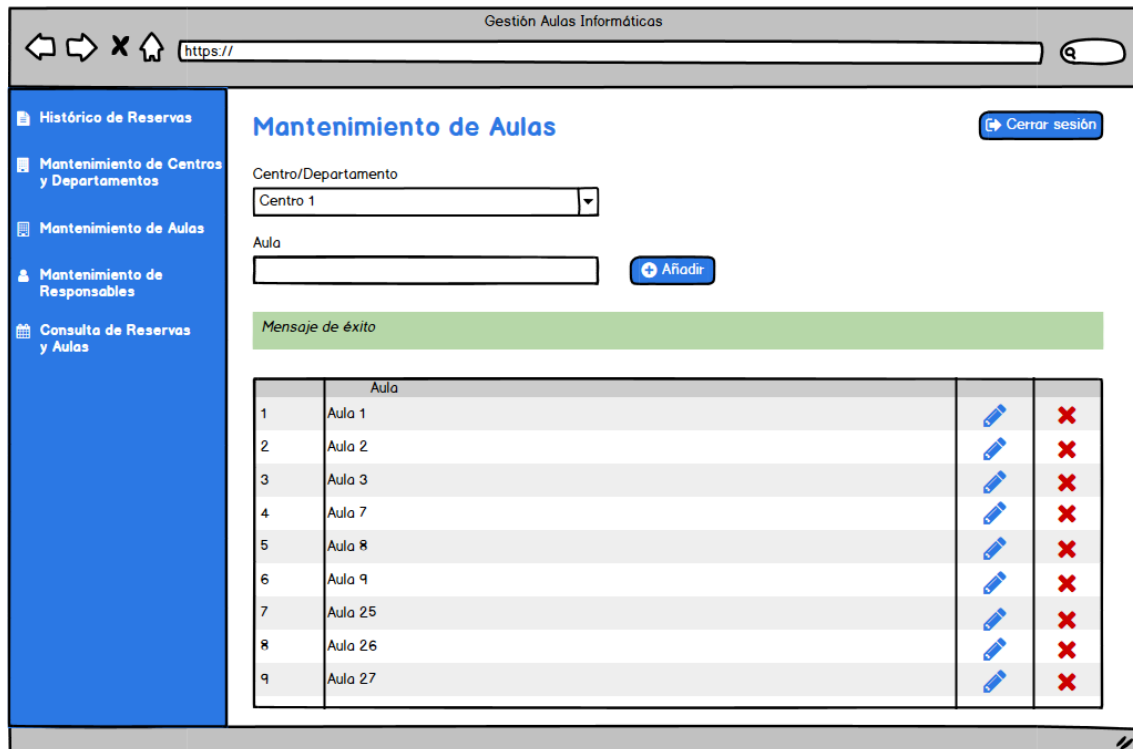 Gestión Aulas Informáticas
https://
Histórico de Reservas
Mantenimiento de Centros
y Departamentos
Mantenimiento de Aulas
Mantenimiento de
Responsables
Consulta de Reservas
y Aulas
Mantenimiento de Aulas
Cerrar sesión
Centro/Departamento
Centro 1
Aula
Añadir
Mensaje de éxito
Aula
1 Aula 1
2 Aula 2
3 Aula 3
4 Aula 7
5 Aula 8
6 Aula 9
7 Aula 25
8 Aula 26
9 Aula 27